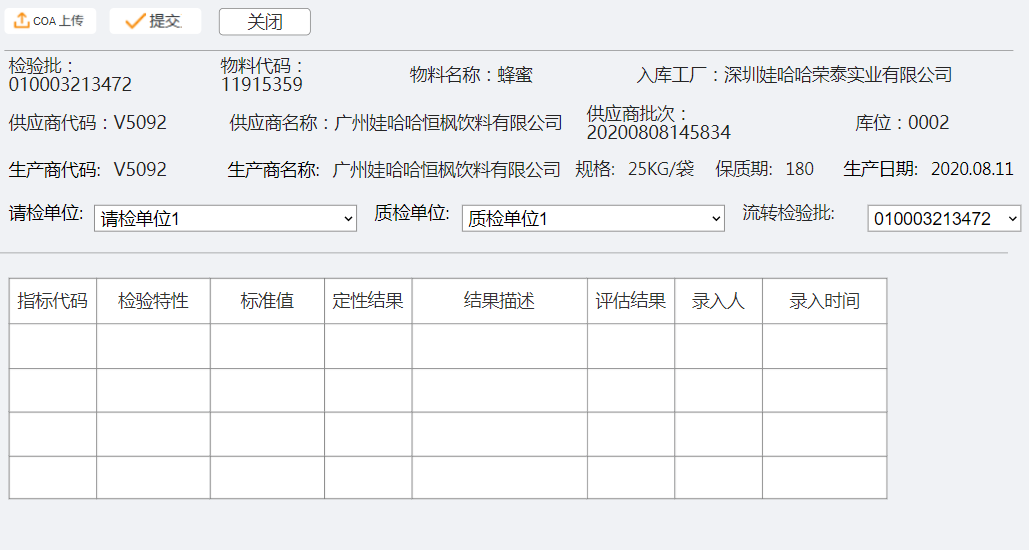 COA 上传 提交 关闭
检验批： 物料代码：
010003213472 11915359 物料名称：蜂蜜 入库工厂：深圳娃哈哈荣泰实业有限公司
供应商代码：V5092 供应商名称：广州娃哈哈恒枫饮料有限公司 供应商批次： 库位：0002
20200808145834
生产商代码: V5092 生产商名称: 广州娃哈哈恒枫饮料有限公司 规格: 25KG/袋 保质期: 180 生产日期: 2020.08.11
请检单位: 请检单位1 质检单位: 质检单位1 流转检验批: 010003213472
指标代码 检验特性 标准值 定性结果 结果描述 评估结果 录入人 录入时间